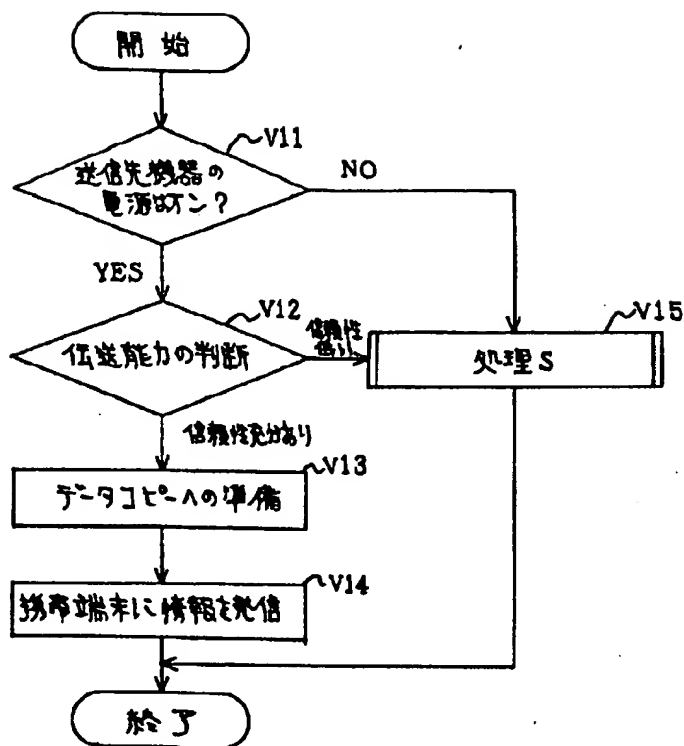 開始
V11
送信先機器の
電源はオン？
NO
YES
V12
伝送能力の判断
信頼性
低い
V15
処理S
信頼性充分あり
V13
データコピーへの準備
V14
携帯端末に情報を発信
終了